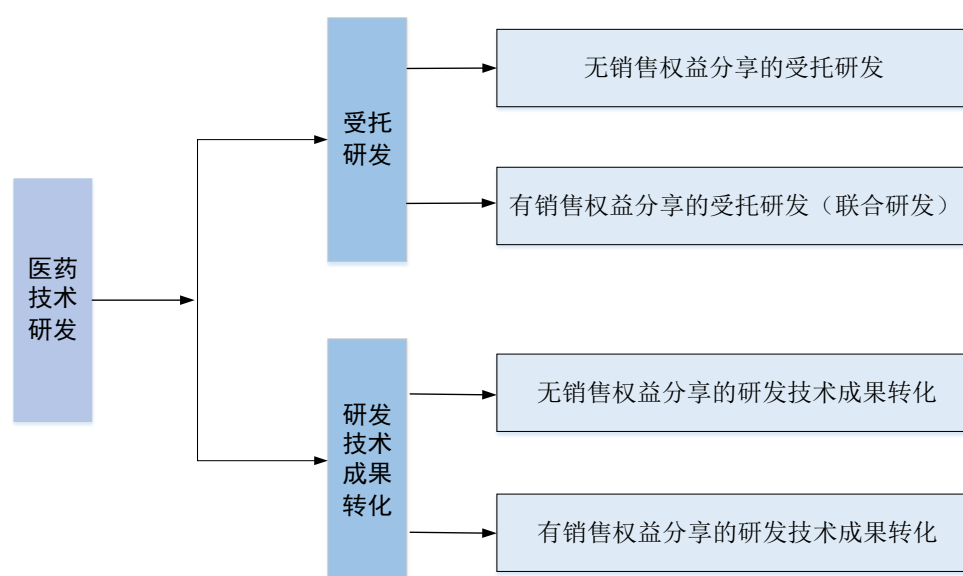 医药
技术
研发
受托
研发
无销售权益分享的受托研发
有销售权益分享的受托研发（联合研发）
研发
技术
成果
转化
无销售权益分享的研发技术成果转化
有销售权益分享的研发技术成果转化